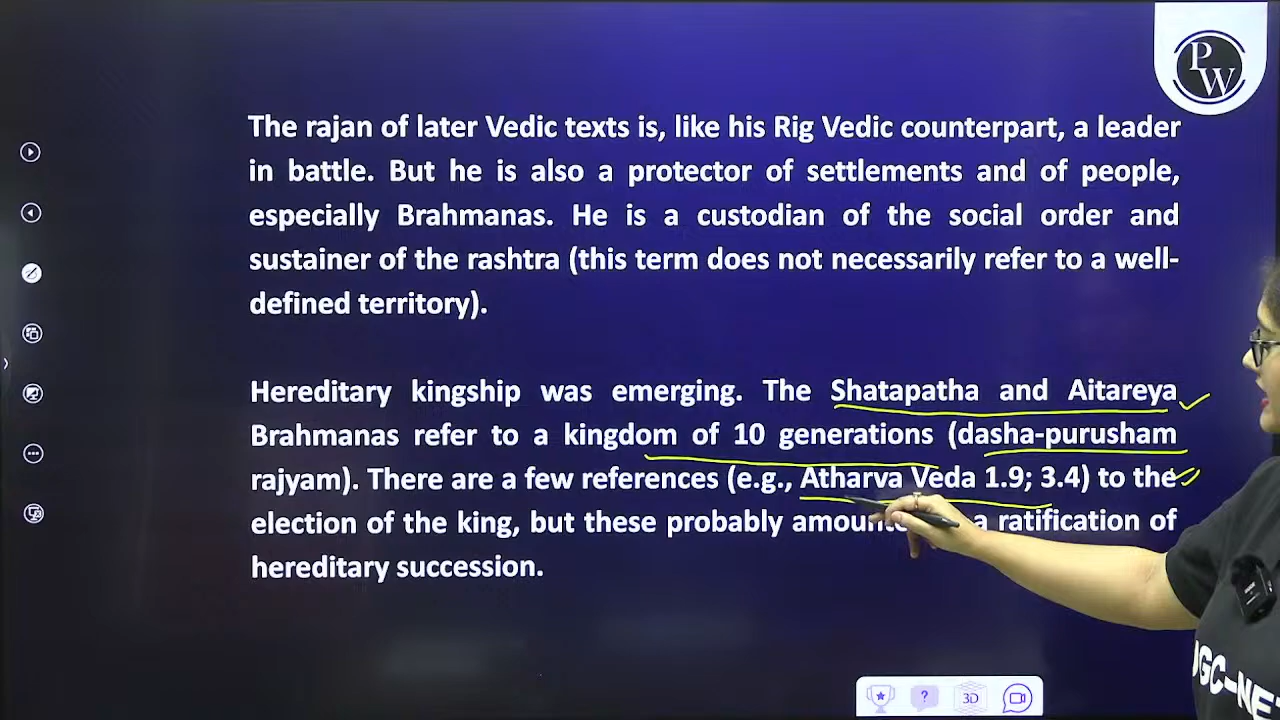 PW
The rajan of later Vedic texts is, like his Rig Vedic counterpart, a leader
in battle. But he is also a protector of settlements and of people,
especially Brahmanas. He is a custodian of the social order and
sustainer of the rashtra (this term does not necessarily refer to a well-
defined territory).
Hereditary kingship was emerging. The Shatapatha and Aitareya
Brahmanas refer to a kingdom of 10 generations (dasha-purusham
rajyam). There are a few references (e.g., Atharva Veda 1.9; 3.4) to the
election of the king, but these probably a ratification of
hereditary succession.
?
3D